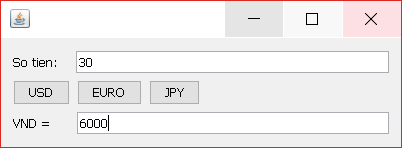 So tien: 30
USD EURO JPY
VND = 6000